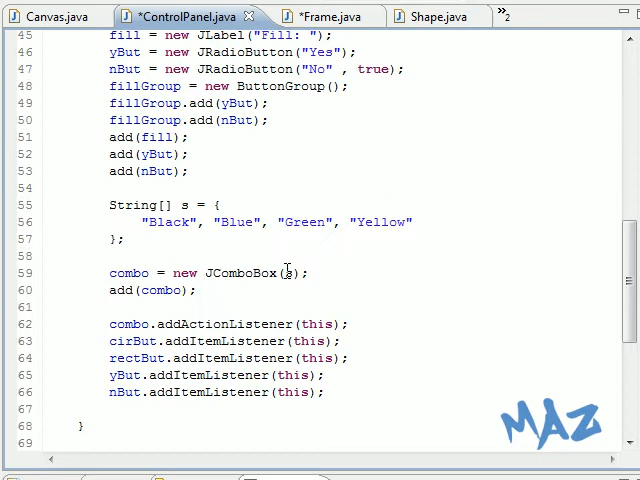 Canvas.java *ControlPanel.java *Frame.java Shape.java »2
45 fill = new JLabel("Fill: ");
46 yBut = new JRadioButton("Yes");
47 nBut = new JRadioButton("No" , true);
48 fillGroup = new ButtonGroup();
49 fillGroup.add(yBut);
50 fillGroup.add(nBut);
51 add(fill);
52 add(yBut);
53 add(nBut);
54
55 String[] s = {
56 "Black", "Blue", "Green", "Yellow"
57 };
58
59 combo = new JComboBox(s);
60 add(combo);
61
62 combo.addActionListener(this);
63 cirBut.addItemListener(this);
64 rectBut.addItemListener(this);
65 yBut.addItemListener(this);
66 nBut.addItemListener(this);
67
68 }
69
MAZ